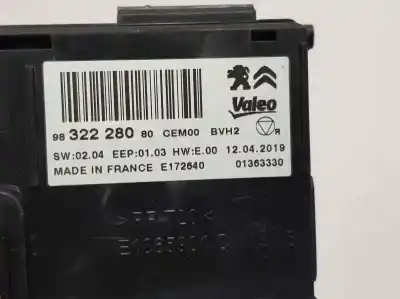 Valeo
98 322 280 80 CEM00 BVH2 R
SW:02.04 EEP:01.03 HW:E.00 12.04.2019
MADE IN FRANCE E172640 01363330